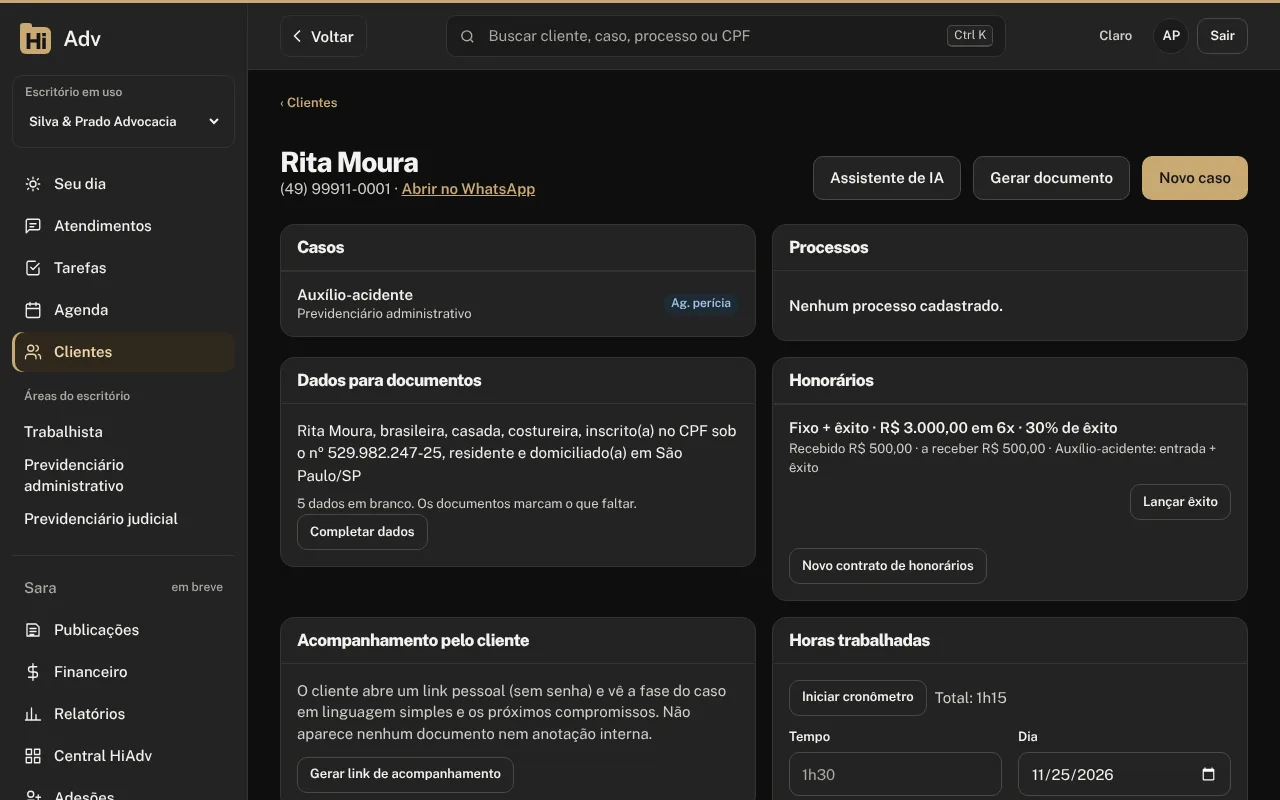 Hi Adv
Escritório em uso
Silva & Prado Advocacia
Seu dia
Atendimentos
Tarefas
Agenda
Clientes
Áreas do escritório
Trabalhista
Previdenciário
administrativo
Previdenciário judicial
Sara em breve
Publicações
Financeiro
Relatórios
Central HiAdv
Adesões
Voltar
Buscar cliente, caso, processo ou CPF Ctrl K
Claro AP Sair
‹ Clientes
Rita Moura
(49) 99911-0001 · Abrir no WhatsApp
Assistente de IA Gerar documento Novo caso
Casos
Auxílio-acidente
Previdenciário administrativo
Ag. perícia
Processos
Nenhum processo cadastrado.
Dados para documentos
Rita Moura, brasileira, casada, costureira, inscrito(a) no CPF sob
o nº 529.982.247-25, residente e domiciliado(a) em São
Paulo/SP
5 dados em branco. Os documentos marcam o que faltar.
Completar dados
Honorários
Fixo + êxito · R$ 3.000,00 em 6x · 30% de êxito
Recebido R$ 500,00 · a receber R$ 500,00 · Auxílio-acidente: entrada +
êxito
Lançar êxito
Novo contrato de honorários
Acompanhamento pelo cliente
O cliente abre um link pessoal (sem senha) e vê a fase do caso
em linguagem simples e os próximos compromissos. Não
aparece nenhum documento nem anotação interna.
Gerar link de acompanhamento
Horas trabalhadas
Iniciar cronômetro Total: 1h15
Tempo Dia
1h30 11/25/2026